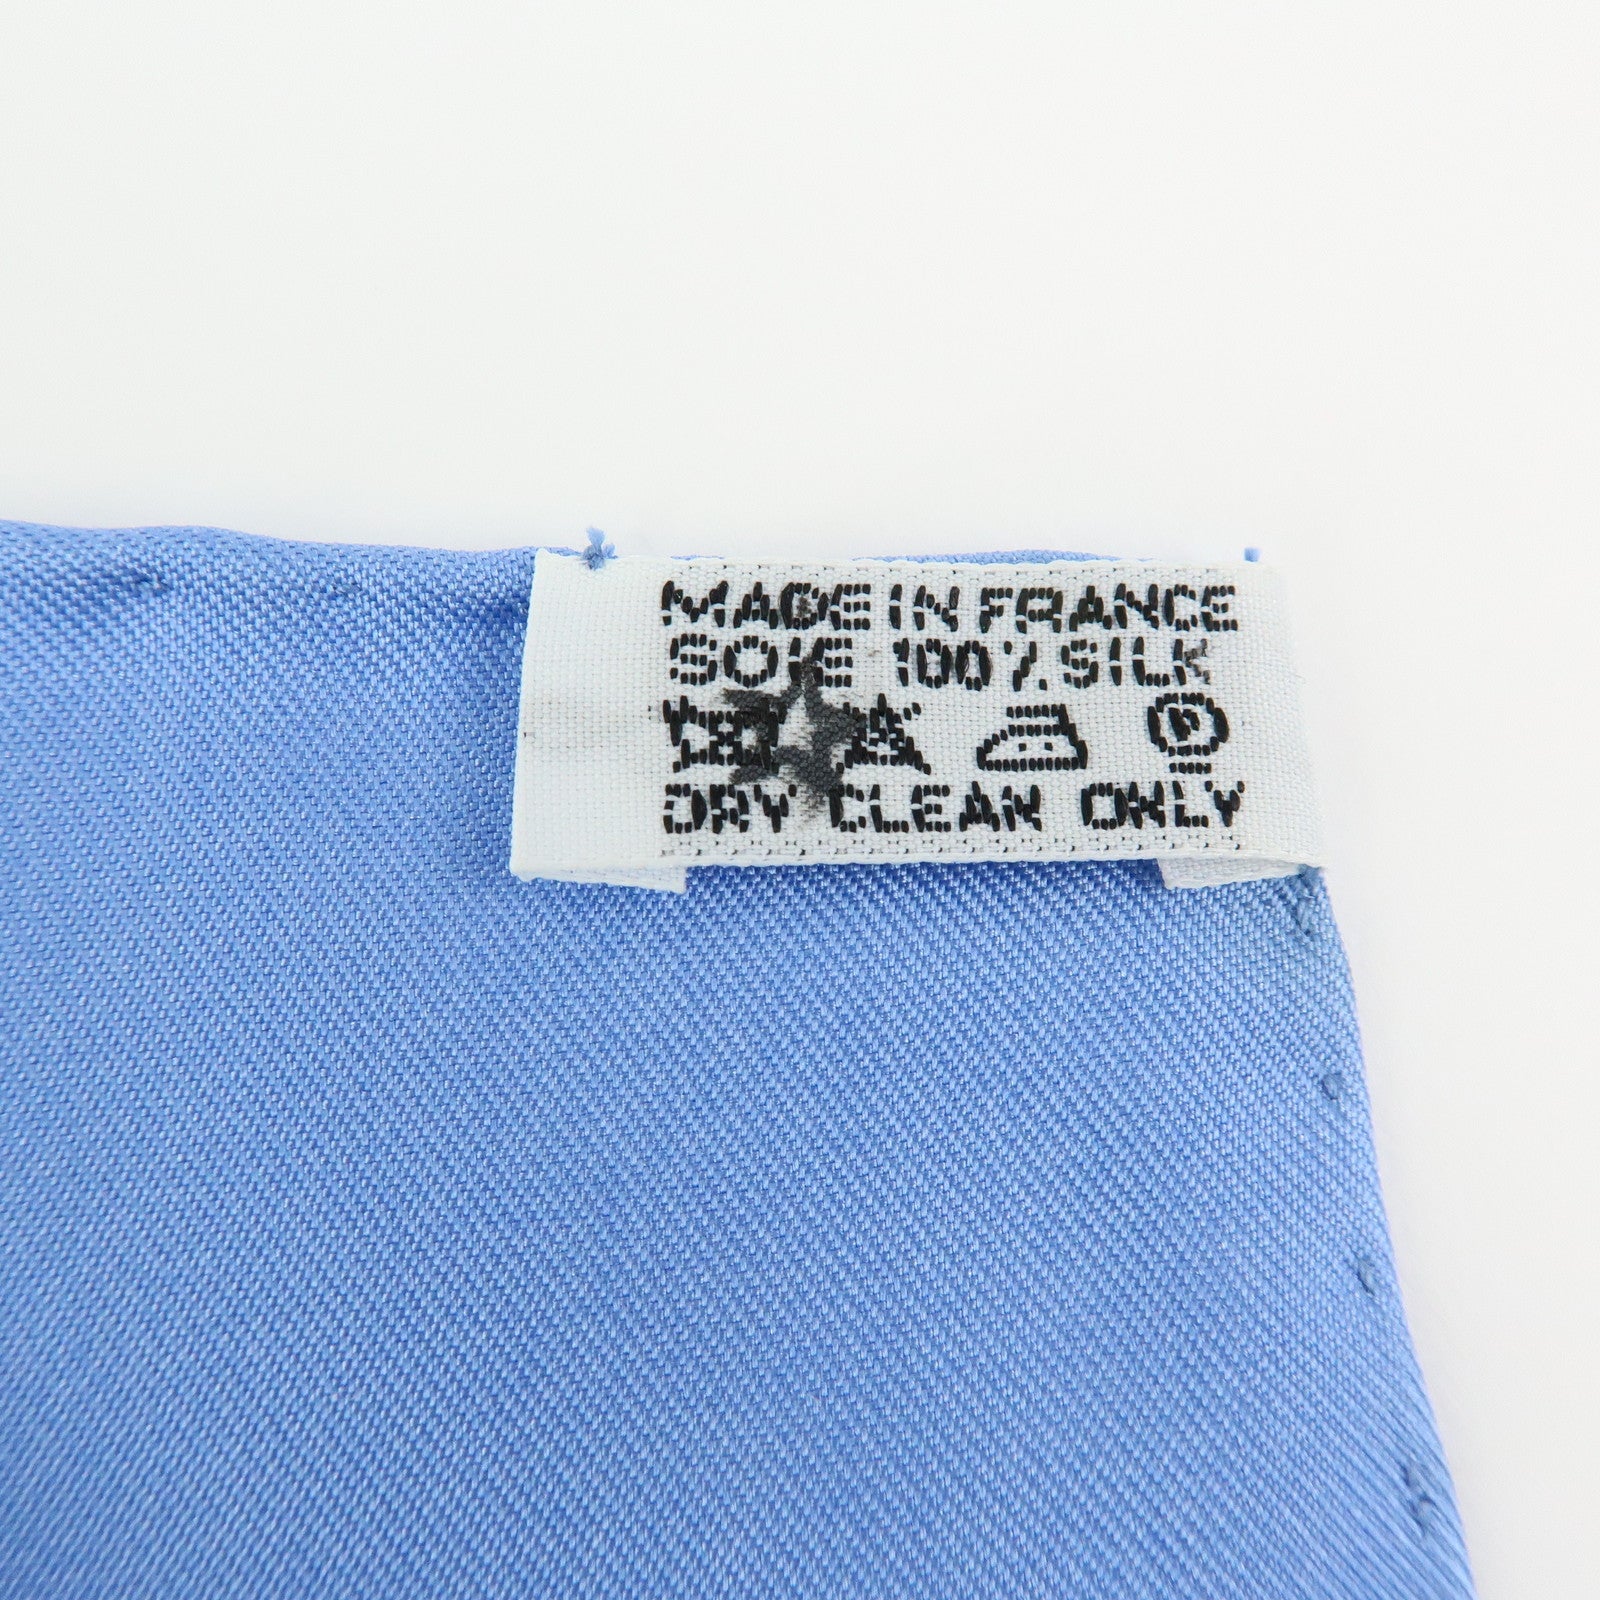 MADE IN FRANCE
SOIE 100% SILK
P
DRY CLEAN ONLY